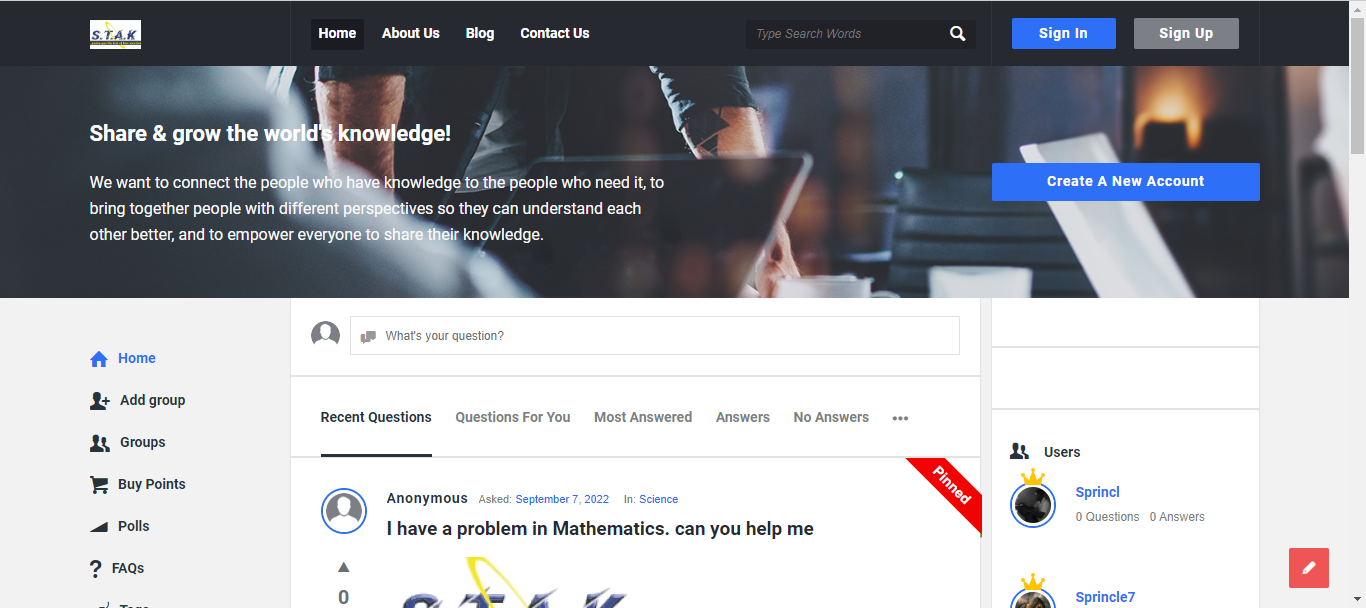 S.T.A.K
Home
About Us
Blog
Contact Us
Type Search Words
Sign In
Sign Up
Share & grow the world's knowledge!
We want to connect the people who have knowledge to the people who need it, to
bring together people with different perspectives so they can understand each
other better, and to empower everyone to share their knowledge.
Create A New Account
Home
Add group
Groups
Buy Points
Polls
FAQs
What's your question?
Recent Questions
Questions For You
Most Answered
Answers
No Answers
Pinned
Anonymous Asked: September 7, 2022 In: Science
I have a problem in Mathematics. can you help me
0
S.T.A.K
Users
Sprincl
0 Questions 0 Answers
Sprincle7